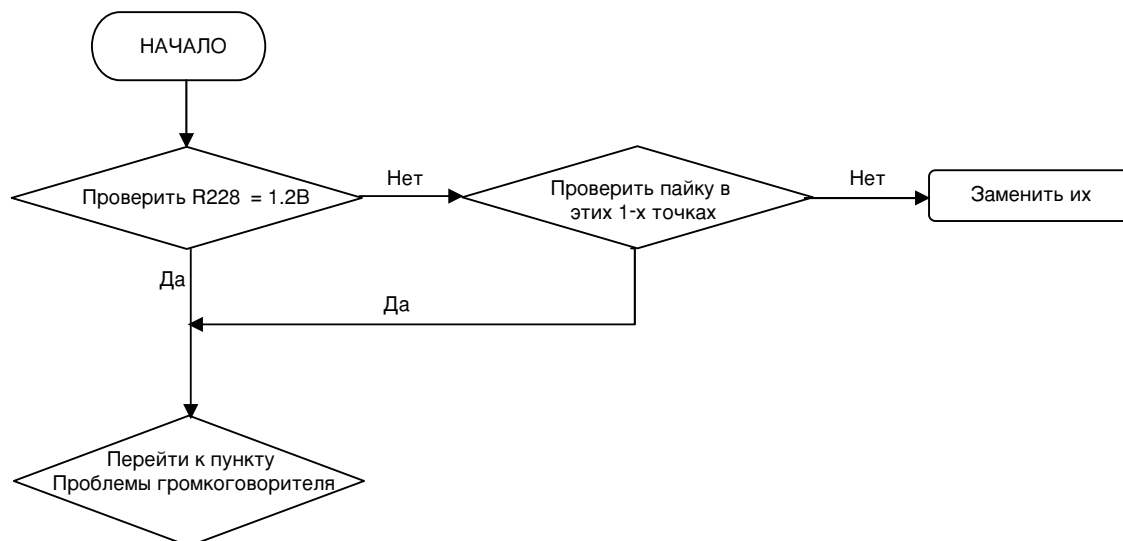 НАЧАЛО
Проверить R228 = 1.2В
Нет
Проверить пайку в
этих 1-х точках
Нет
Заменить их
Да
Да
Перейти к пункту
Проблемы громкоговорителя